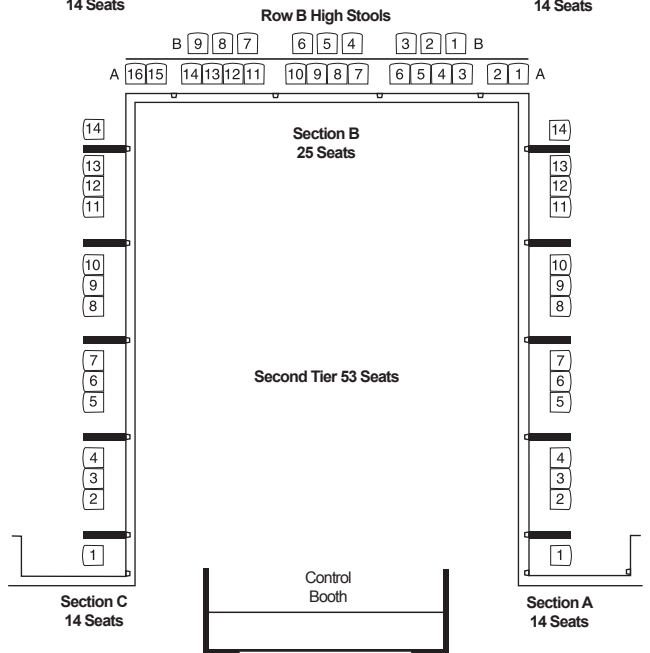 14 Seats
14 Seats
Row B High Stools
B 9 8 7 6 5 4 3 2 1 B
A 16 15 14 13 12 11 10 9 8 7 6 5 4 3 2 1 A
Section B
25 Seats
14 14
13 13
12 12
11 11
10 10
9 9
8 8
7 7
6 6
5 5
Second Tier 53 Seats
4 4
3 3
2 2
1 1
Control
Booth
Section C
14 Seats
Section A
14 Seats